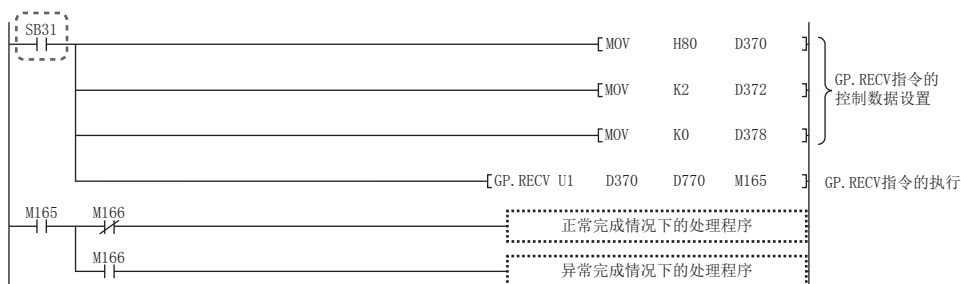 SB31
MOV H80 D370
MOV K2 D372
MOV K0 D378
GP.RECV指令的
控制数据设置
GP.RECV U1 D370 D770 M165
GP.RECV指令的执行
M165 M166
正常完成情况下的处理程序
M166
异常完成情况下的处理程序